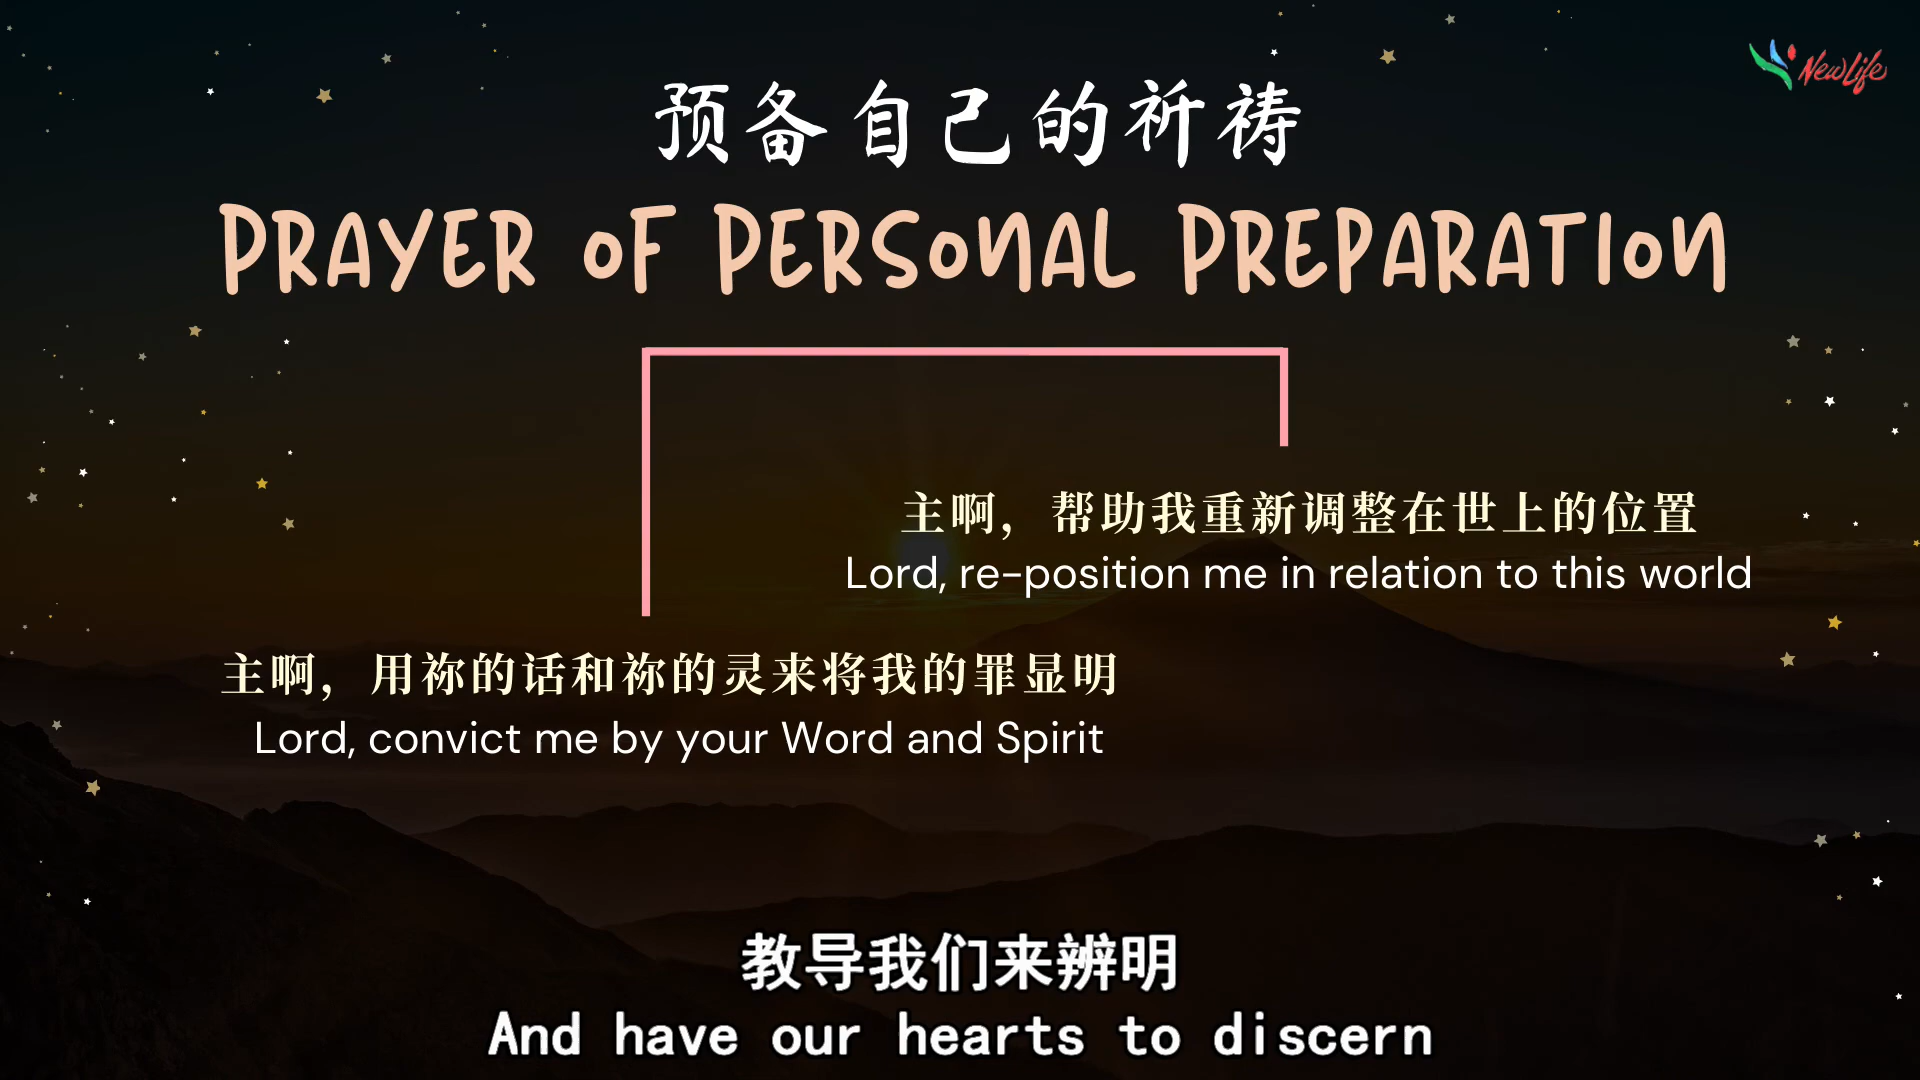 NewLife
预备自己的祈祷
PRAYER OF PERSONAL PREPARATION
主啊，帮助我重新调整在世上的位置
Lord, re-position me in relation to this world
主啊，用祢的话和祢的灵来将我的罪显明
Lord, convict me by your Word and Spirit
教导我们来辨明
And have our hearts to discern